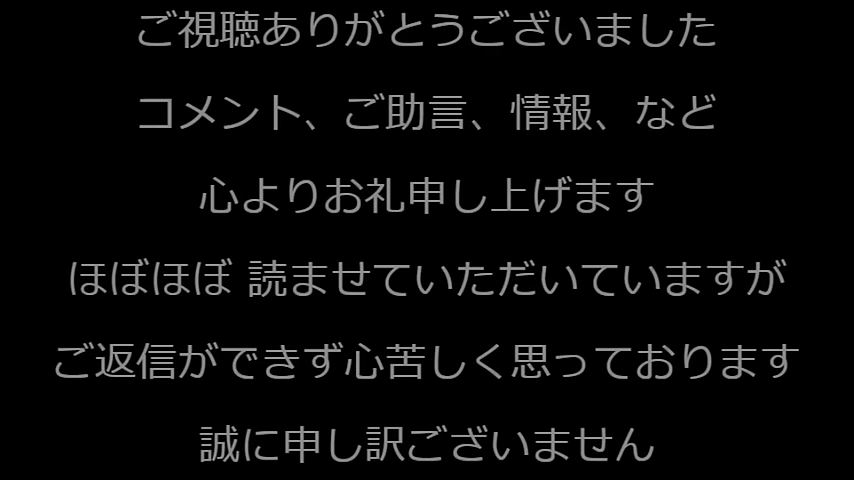 ご視聴ありがとうございました
コメント、ご助言、情報、など
心よりお礼申し上げます
ほぼほぼ 読ませていただいていますが
ご返信ができず心苦しく思っております
誠に申し訳ございません